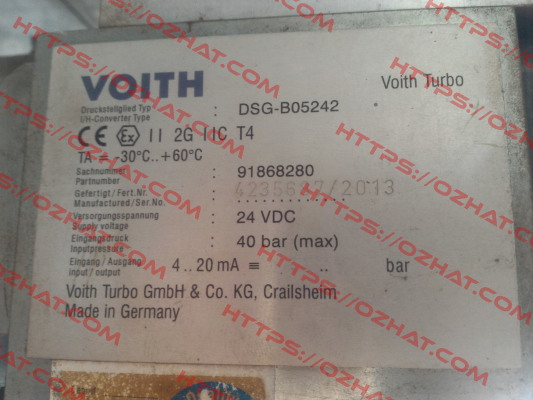 VOITH
Voith Turbo
Druckstellglied Typ : DSG-B05242
I/H-Converter Type
CE Ex II 2G IIC T4
TA = -30°C..+60°C
Sachnummer : 91868280
Partnumber
Gefertigt/Fert.Nr. :
Manufactured/Ser.No.
Versorgungsspannung : 24 VDC
Supply voltage
Eingangsdruck : 40 bar (max)
Inputpressure
Eingang/Ausgang : 4..20mA ≡ .. bar
input / output
Voith Turbo GmbH & Co. KG, Crailsheim
Made in Germany
HTTPS://OZHAT.COM